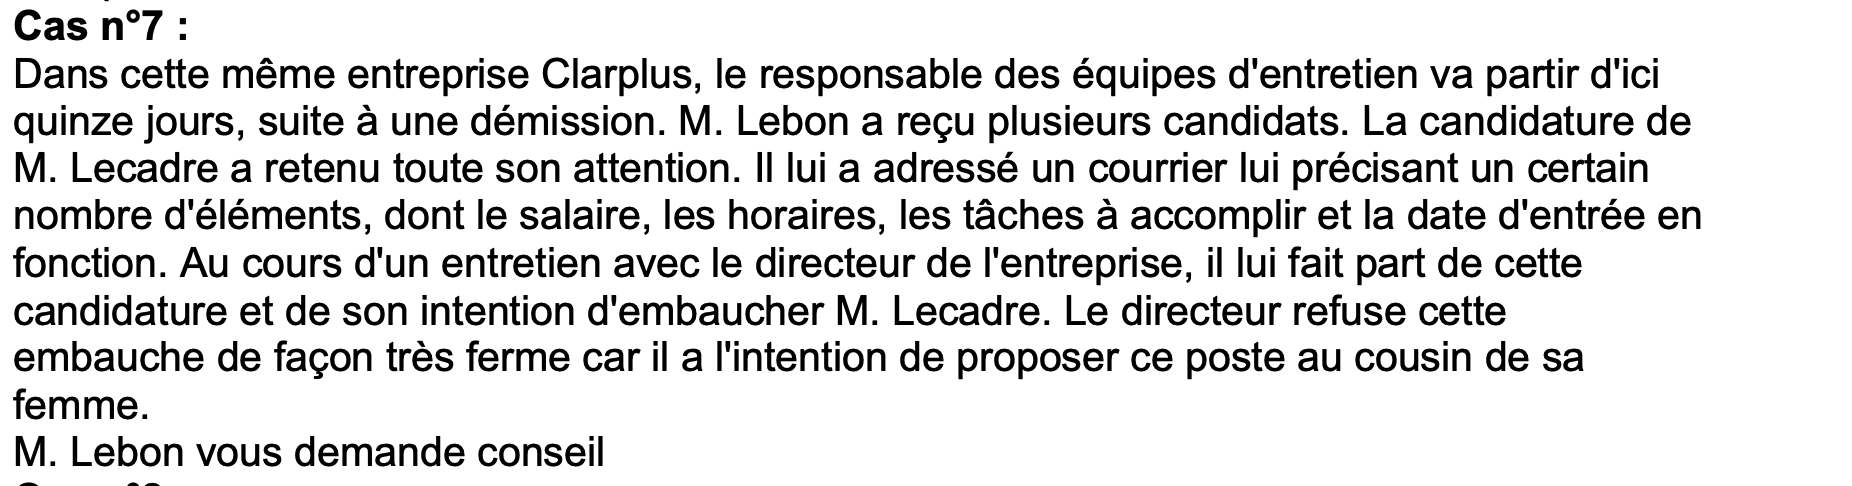 Cas n°7 :
Dans cette même entreprise Clarplus, le responsable des équipes d'entretien va partir d'ici
quinze jours, suite à une démission. M. Lebon a reçu plusieurs candidats. La candidature de
M. Lecadre a retenu toute son attention. Il lui a adressé un courrier lui précisant un certain
nombre d'éléments, dont le salaire, les horaires, les tâches à accomplir et la date d'entrée en
fonction. Au cours d'un entretien avec le directeur de l'entreprise, il lui fait part de cette
candidature et de son intention d'embaucher M. Lecadre. Le directeur refuse cette
embauche de façon très ferme car il a l'intention de proposer ce poste au cousin de sa
femme.
M. Lebon vous demande conseil